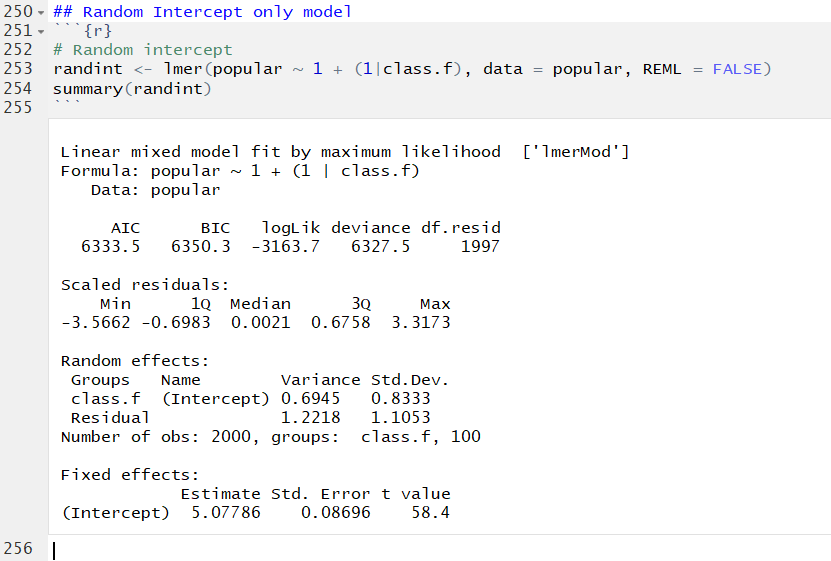 250 ## Random Intercept only model
251 ```{r}
252 # Random intercept
253 randint <- lmer(popular ~ 1 + (1|class.f), data = popular, REML = FALSE)
254 summary(randint)
255 ```
Linear mixed model fit by maximum likelihood  ['lmerMod']
Formula: popular ~ 1 + (1 | class.f)
   Data: popular
     AIC      BIC   logLik deviance df.resid
  6333.5   6350.3  -3163.7   6327.5     1997
Scaled residuals:
    Min      1Q  Median      3Q     Max
-3.5662 -0.6983  0.0021  0.6758  3.3173
Random effects:
 Groups   Name        Variance Std.Dev.
 class.f  (Intercept) 0.6945   0.8333
 Residual             1.2218   1.1053
Number of obs: 2000, groups:  class.f, 100
Fixed effects:
            Estimate Std. Error t value
(Intercept)  5.07786    0.08696    58.4
256